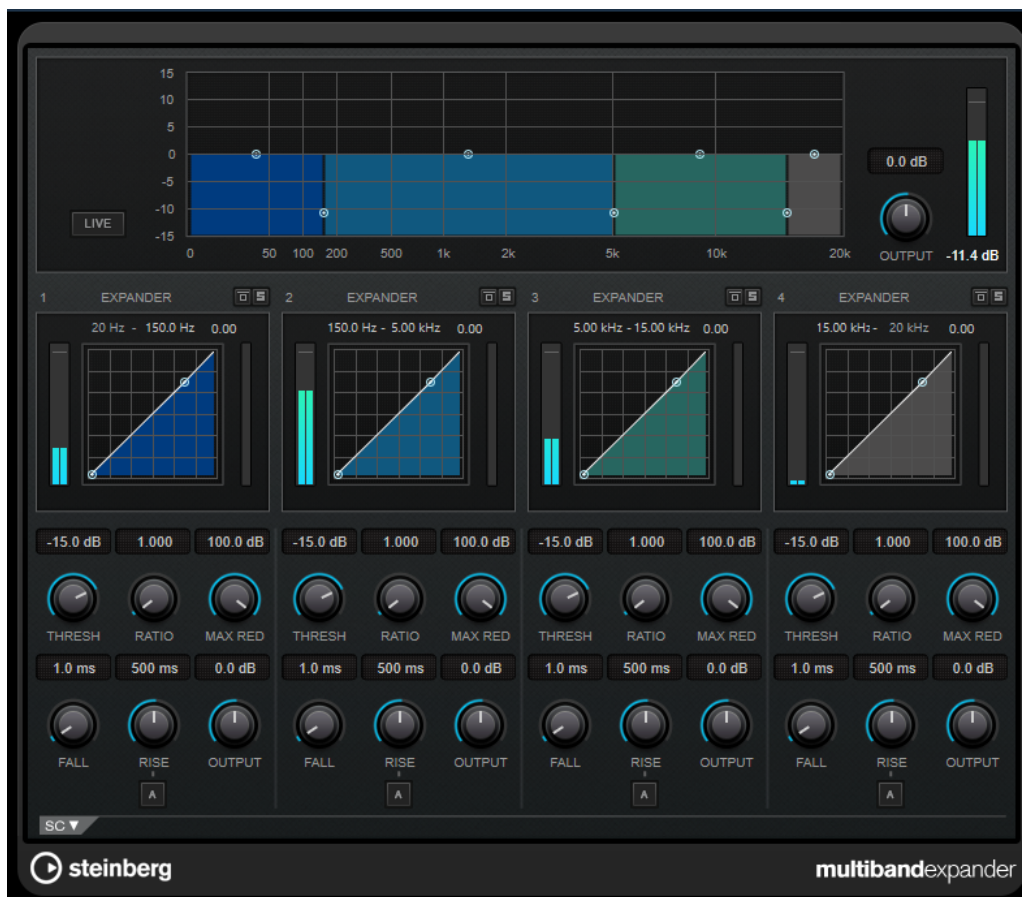 15
10
5
0
-5
-10
-15
LIVE
0 50 100 200 500 1k 2k 5k 10k 20k
0.0 dB
OUTPUT -11.4 dB
1 EXPANDER S 2 EXPANDER S 3 EXPANDER S 4 EXPANDER S
20 Hz - 150.0 Hz 0.00 150.0 Hz - 5.00 kHz 0.00 5.00 kHz - 15.00 kHz 0.00 15.00 kHz - 20 kHz 0.00
-15.0 dB 1.000 100.0 dB -15.0 dB 1.000 100.0 dB -15.0 dB 1.000 100.0 dB -15.0 dB 1.000 100.0 dB
THRESH RATIO MAX RED THRESH RATIO MAX RED THRESH RATIO MAX RED THRESH RATIO MAX RED
1.0 ms 500 ms 0.0 dB 1.0 ms 500 ms 0.0 dB 1.0 ms 500 ms 0.0 dB 1.0 ms 500 ms 0.0 dB
FALL RISE OUTPUT FALL RISE OUTPUT FALL RISE OUTPUT FALL RISE OUTPUT
A A A A
SC ▼
steinberg multibandexpander